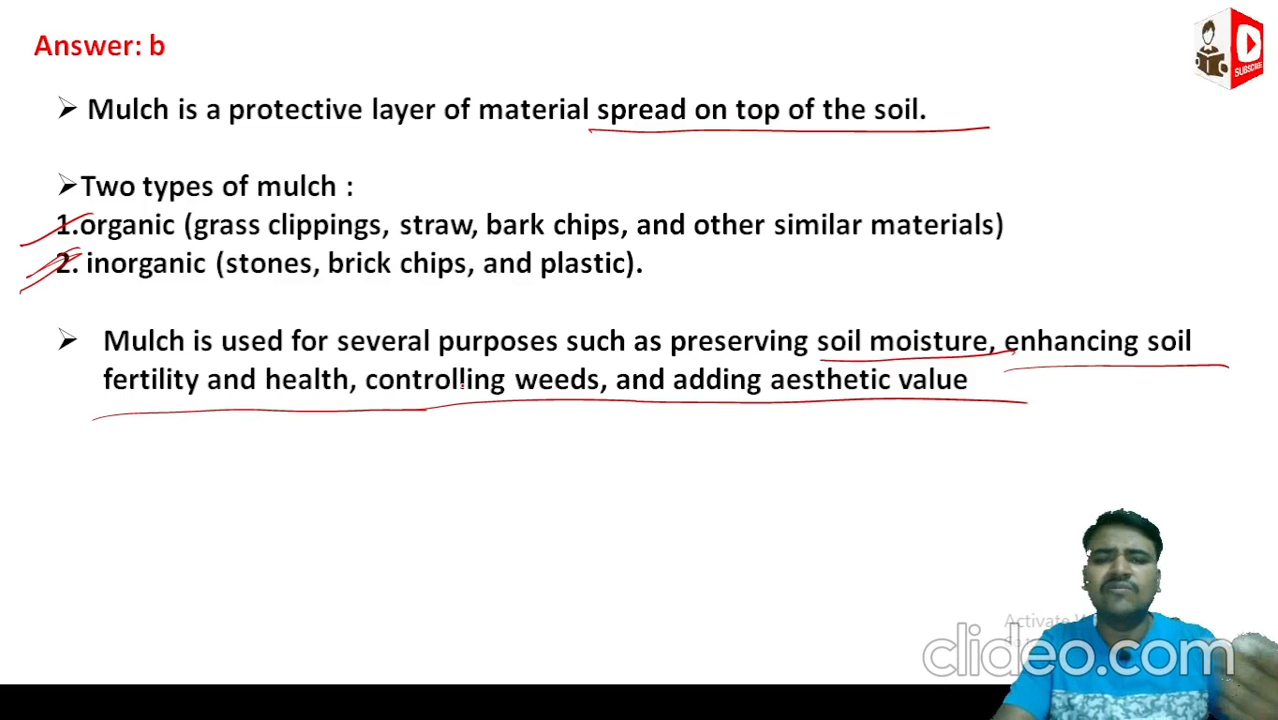 Answer: b
SUBSCRIBE
➢ Mulch is a protective layer of material spread on top of the soil.
➢Two types of mulch :
1.organic (grass clippings, straw, bark chips, and other similar materials)
2. inorganic (stones, brick chips, and plastic).
➢ Mulch is used for several purposes such as preserving soil moisture, enhancing soil
fertility and health, controlling weeds, and adding aesthetic value
Activate
clideo.com